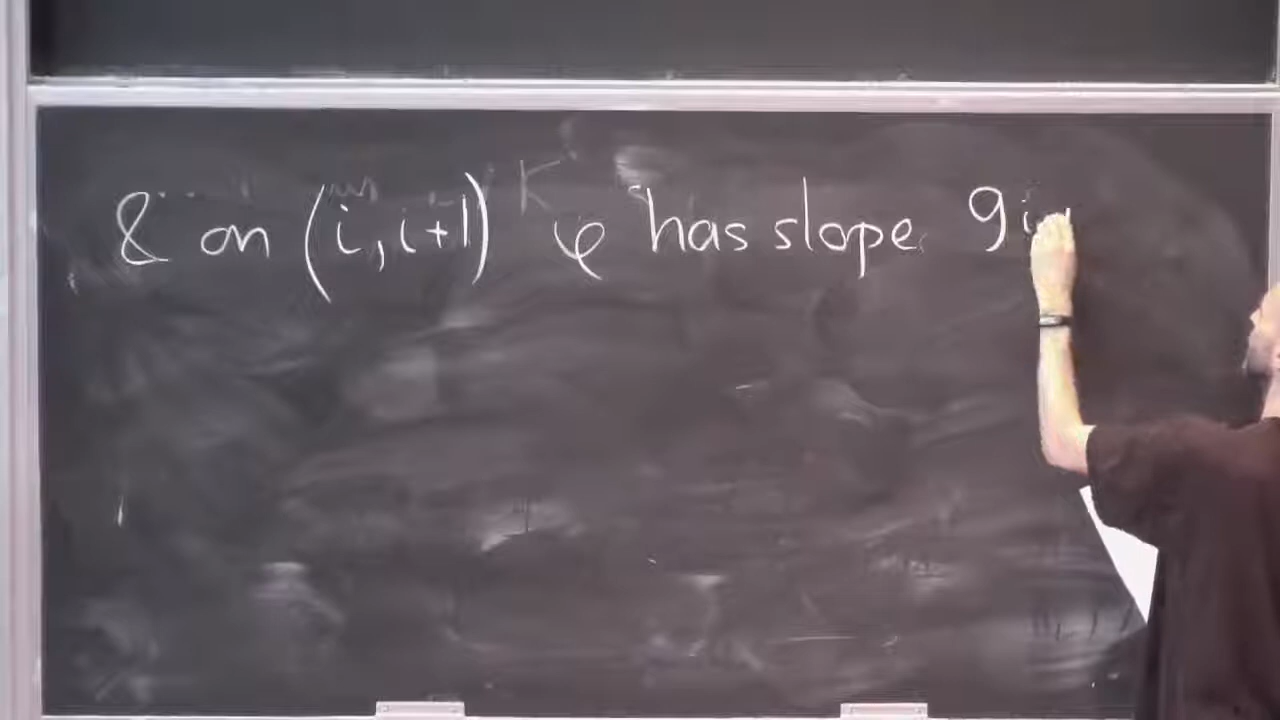 & on (i, i+1) φ has slope